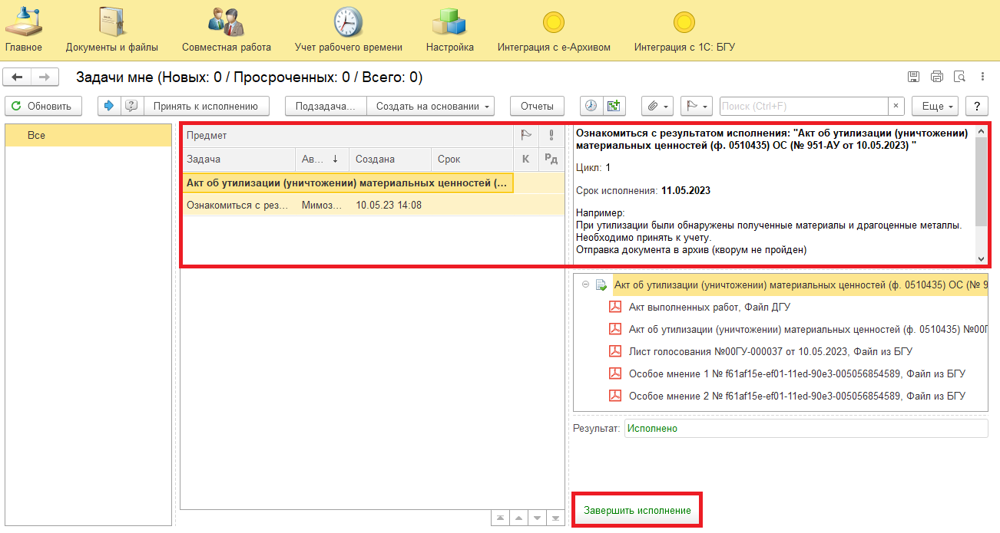 Главное
Документы и файлы
Совместная работа
Учет рабочего времени
Настройка
Интеграция с е-Архивом
Интеграция с 1С: БГУ
Задачи мне (Новых: 0 / Просроченных: 0 / Всего: 0)
Обновить
Принять к исполнению
Подзадача...
Создать на основании
Отчеты
Поиск (Ctrl+F)
×
Еще
?
Все
Предмет
Задача
Ав... ↓
Создана
Срок
К
Рд
Акт об утилизации (уничтожении) материальных ценностей (...
Ознакомиться с рез...
Мимоз...
10.05.23 14:08
Ознакомиться с результатом исполнения: "Акт об утилизации (уничтожении)
материальных ценностей (ф. 0510435) ОС (№ 951-АУ от 10.05.2023) "
Цикл: 1
Срок исполнения: 11.05.2023
Например:
При утилизации были обнаружены полученные материалы и драгоценные металлы.
Необходимо принять к учету.
Отправка документа в архив (кворум не пройден)
Акт об утилизации (уничтожении) материальных ценностей (ф. 0510435) ОС (№ 9
Акт выполненных работ, Файл ДГУ
Акт об утилизации (уничтожении) материальных ценностей (ф. 0510435) №00Г
Лист голосования №00ГУ-000037 от 10.05.2023, Файл из БГУ
Особое мнение 1 № f61af15e-ef01-11ed-90e3-005056854589, Файл из БГУ
Особое мнение 2 № f61af15e-ef01-11ed-90e3-005056854589, Файл из БГУ
Результат: Исполнено
Завершить исполнение